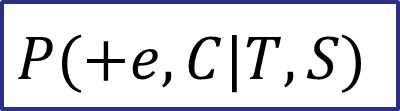 P(+e, C|T, S)